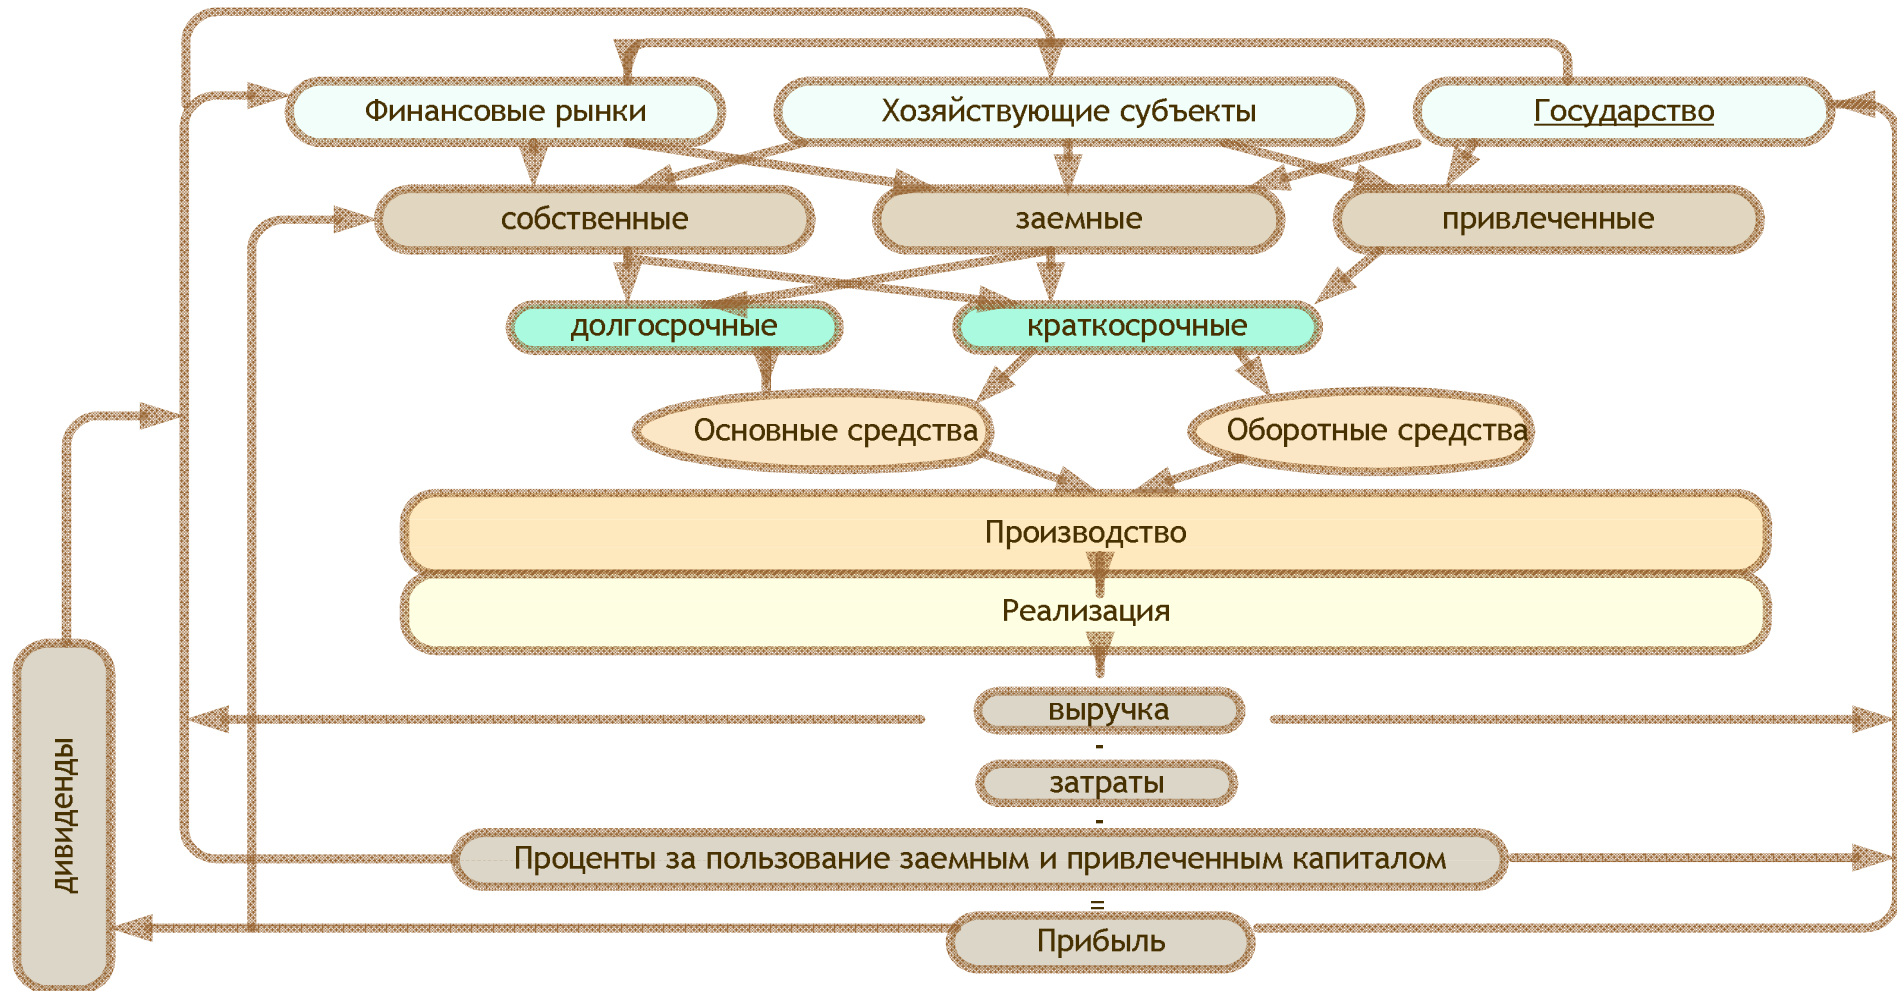 Финансовые рынки
Хозяйствующие субъекты
Государство
собственные
заемные
привлеченные
долгосрочные
краткосрочные
Основные средства
Оборотные средства
Производство
Реализация
выручка
-
затраты
-
Проценты за пользование заемным и привлеченным капиталом
=
Прибыль
дивиденды